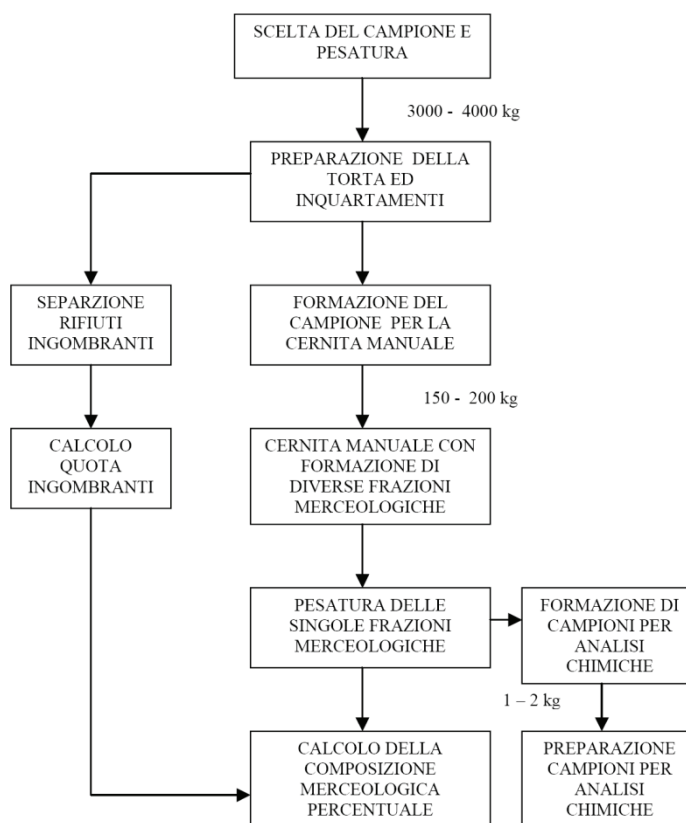 SCELTA DEL CAMPIONE E
PESATURA
3000 - 4000 kg
PREPARAZIONE DELLA
TORTA ED
INQUARTAMENTI
SEPARZIONE
RIFIUTI
INGOMBRANTI
FORMAZIONE DEL
CAMPIONE PER LA
CERNITA MANUALE
150 - 200 kg
CALCOLO
QUOTA
INGOMBRANTI
CERNITA MANUALE CON
FORMAZIONE DI
DIVERSE FRAZIONI
MERCEOLOGICHE
PESATURA DELLE
SINGOLE FRAZIONI
MERCEOLOGICHE
FORMAZIONE DI
CAMPIONI PER
ANALISI
CHIMICHE
1 – 2 kg
CALCOLO DELLA
COMPOSIZIONE
MERCEOLOGICA
PERCENTUALE
PREPARAZIONE
CAMPIONI PER
ANALISI
CHIMICHE